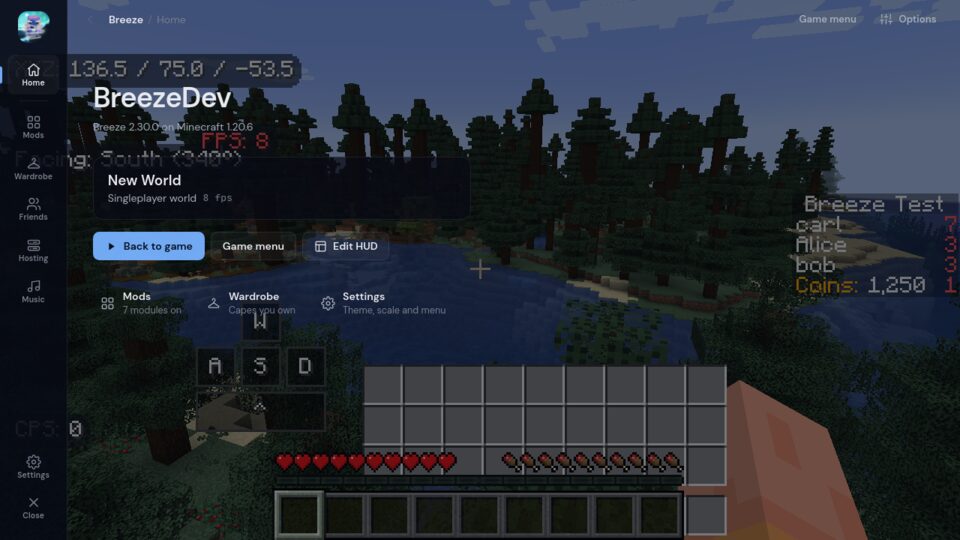 Breeze / Home
Game menu
Options
XYZ: 136.5 / 75.0 / -53.5
Home
BreezeDev
Breeze 2.30.0 on Minecraft 1.20.6
FPS: 8
Mods
Facing: South (340°)
Wardrobe
New World
Singleplayer world 8 fps
Friends
Breeze Test
carl 7
Alice 3
bob 3
Coins: 1,250 1
Hosting
Back to game
Game menu
Edit HUD
Music
Mods
7 modules on
Wardrobe
Capes you own
Settings
Theme, scale and menu
W
A S D
CPS: 0
Settings
Close